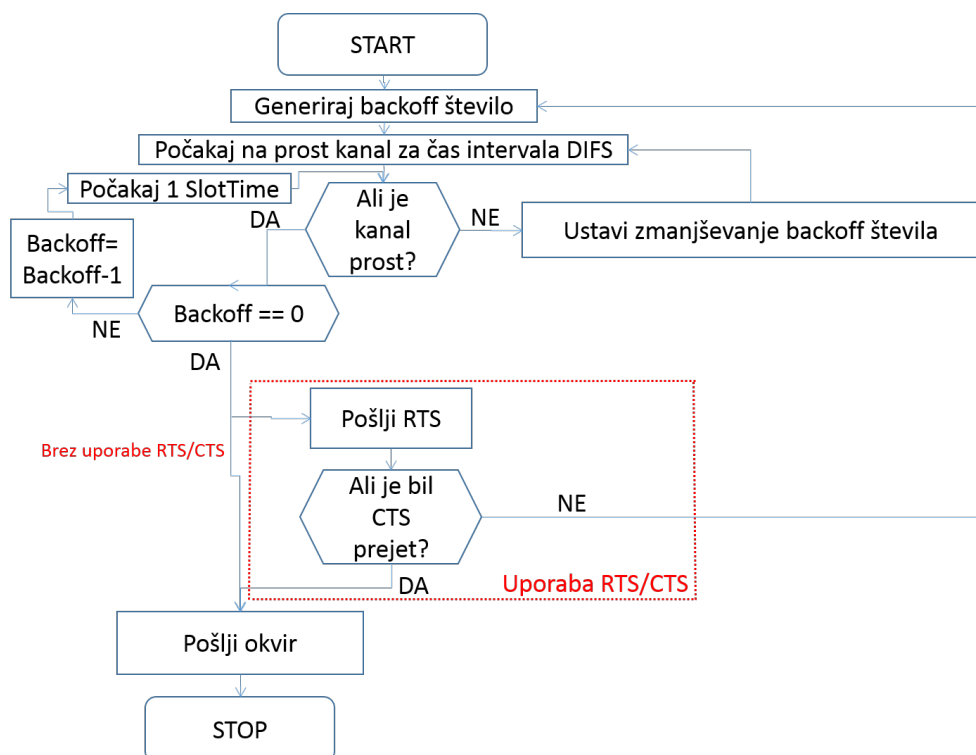 START
Generiraj backoff število
Počakaj na prost kanal za čas intervala DIFS
Počakaj 1 SlotTime
Ali je
kanal
prost?
DA
NE
Ustavi zmanjševanje backoff števila
Backoff=
Backoff-1
Backoff == 0
NE
DA
Pošlji RTS
Brez uporabe RTS/CTS
Ali je bil
CTS
prejet?
NE
DA
Uporaba RTS/CTS
Pošlji okvir
STOP